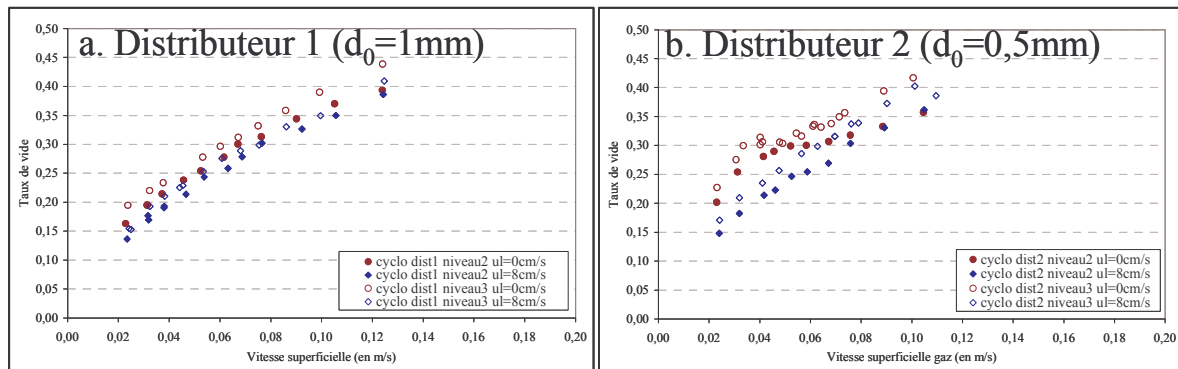 a. Distributeur 1 (d0=1mm)
0,50
0,45
0,40
0,35
0,30
0,25
0,20
0,15
0,10
0,05
0,00
Taux de vide
cyclo dist1 niveau2 ul=0cm/s
cyclo dist1 niveau2 ul=8cm/s
cyclo dist1 niveau3 ul=0cm/s
cyclo dist1 niveau3 ul=8cm/s
0,00 0,02 0,04 0,06 0,08 0,10 0,12 0,14 0,16 0,18 0,20
Vitesse superficielle (en m/s)
b. Distributeur 2 (d0=0,5mm)
0,50
0,45
0,40
0,35
0,30
0,25
0,20
0,15
0,10
0,05
0,00
Taux de vide
cyclo dist2 niveau2 ul=0cm/s
cyclo dist2 niveau2 ul=8cm/s
cyclo dist2 niveau3 ul=0cm/s
cyclo dist2 niveau3 ul=8cm/s
0,00 0,02 0,04 0,06 0,08 0,10 0,12 0,14 0,16 0,18 0,20
Vitesse superficielle gaz (en m/s)